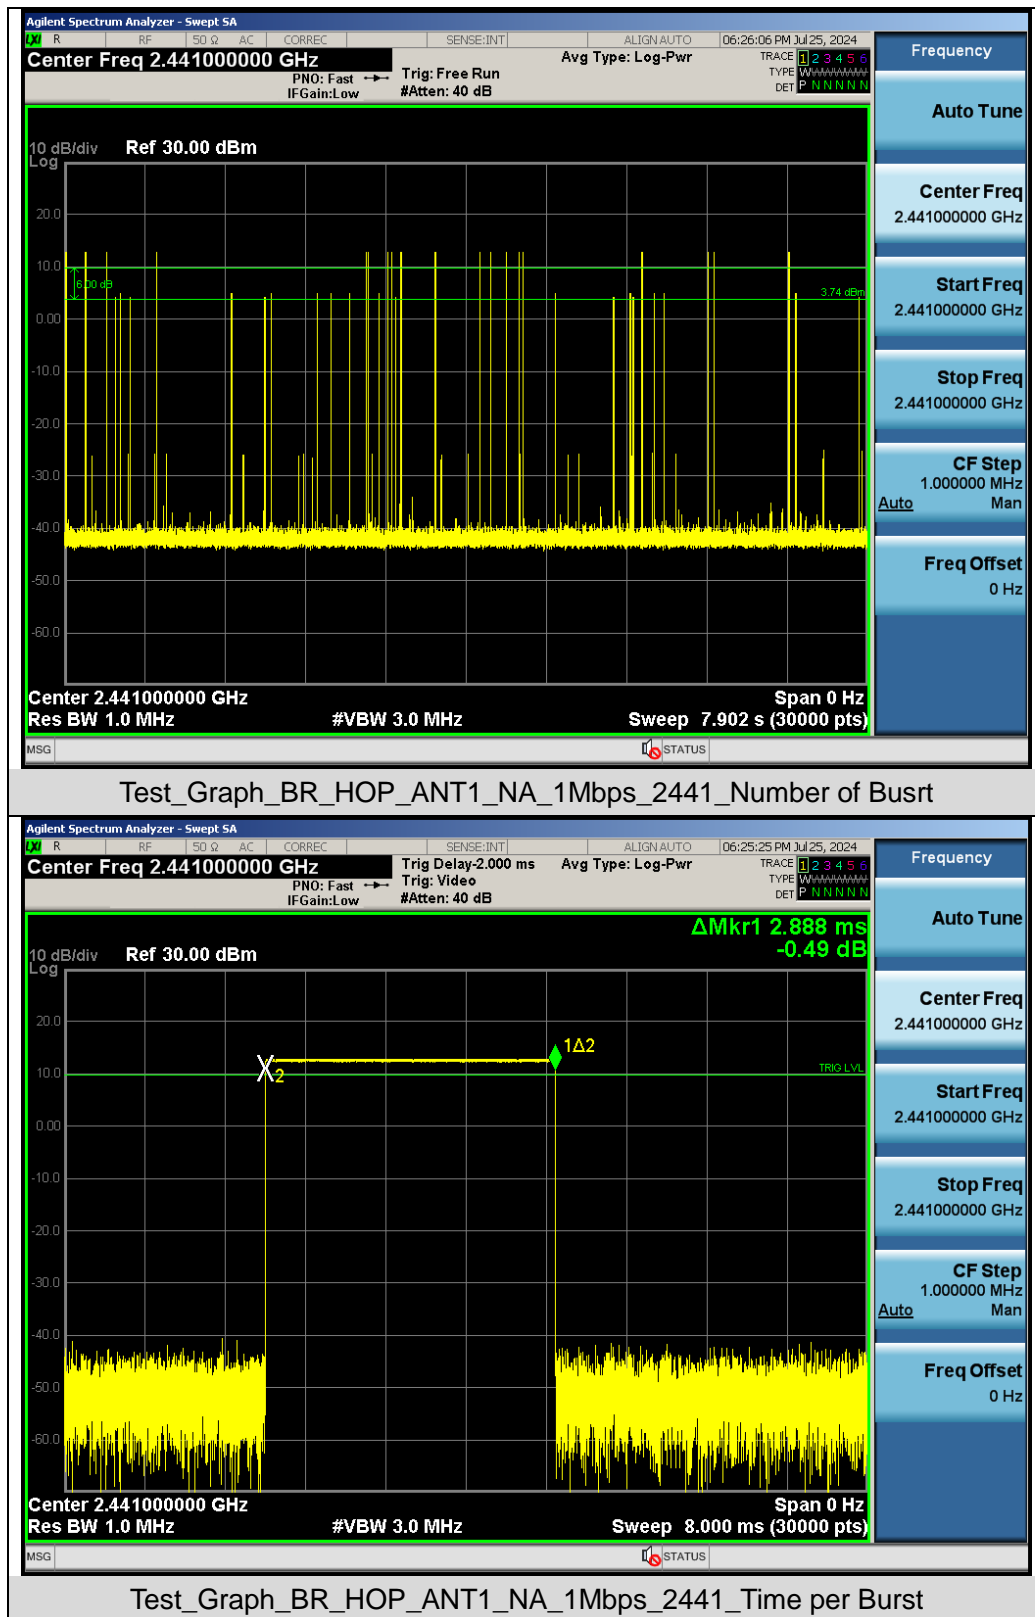 Agilent Spectrum Analyzer - Swept SA
LXI R RF 50 Ω AC CORREC SENSE:INT ALIGN AUTO 06:26:06 PM Jul 25, 2024
Center Freq 2.441000000 GHz
PNO: Fast
IFGain:Low
Trig: Free Run
#Atten: 40 dB
Avg Type: Log-Pwr
TRACE 1 2 3 4 5 6
TYPE WWWWWW
DET P N N N N N
Frequency
Auto Tune
Center Freq
2.441000000 GHz
Start Freq
2.441000000 GHz
Stop Freq
2.441000000 GHz
CF Step
1.000000 MHz
Auto Man
Freq Offset
0 Hz
10 dB/div Ref 30.00 dBm
Log
20.0
10.0
6.00 dB
3.74 dBm
0.00
-10.0
-20.0
-30.0
-40.0
-50.0
-60.0
Center 2.441000000 GHz Span 0 Hz
Res BW 1.0 MHz #VBW 3.0 MHz Sweep 7.902 s (30000 pts)
MSG STATUS
Test_Graph_BR_HOP_ANT1_NA_1Mbps_2441_Number of Busrt
Agilent Spectrum Analyzer - Swept SA
LXI R RF 50 Ω AC CORREC SENSE:INT ALIGN AUTO 06:25:25 PM Jul 25, 2024
Center Freq 2.441000000 GHz
PNO: Fast
IFGain:Low
Trig Delay-2.000 ms
Trig: Video
#Atten: 40 dB
Avg Type: Log-Pwr
TRACE 1 2 3 4 5 6
TYPE WWWWWW
DET P N N N N N
Frequency
Auto Tune
Center Freq
2.441000000 GHz
Start Freq
2.441000000 GHz
Stop Freq
2.441000000 GHz
CF Step
1.000000 MHz
Auto Man
Freq Offset
0 Hz
ΔMkr1 2.888 ms
-0.49 dB
10 dB/div Ref 30.00 dBm
Log
20.0
1Δ2
X2
10.0
TRIG LVL
0.00
-10.0
-20.0
-30.0
-40.0
-50.0
-60.0
Center 2.441000000 GHz Span 0 Hz
Res BW 1.0 MHz #VBW 3.0 MHz Sweep 8.000 ms (30000 pts)
MSG STATUS
Test_Graph_BR_HOP_ANT1_NA_1Mbps_2441_Time per Burst